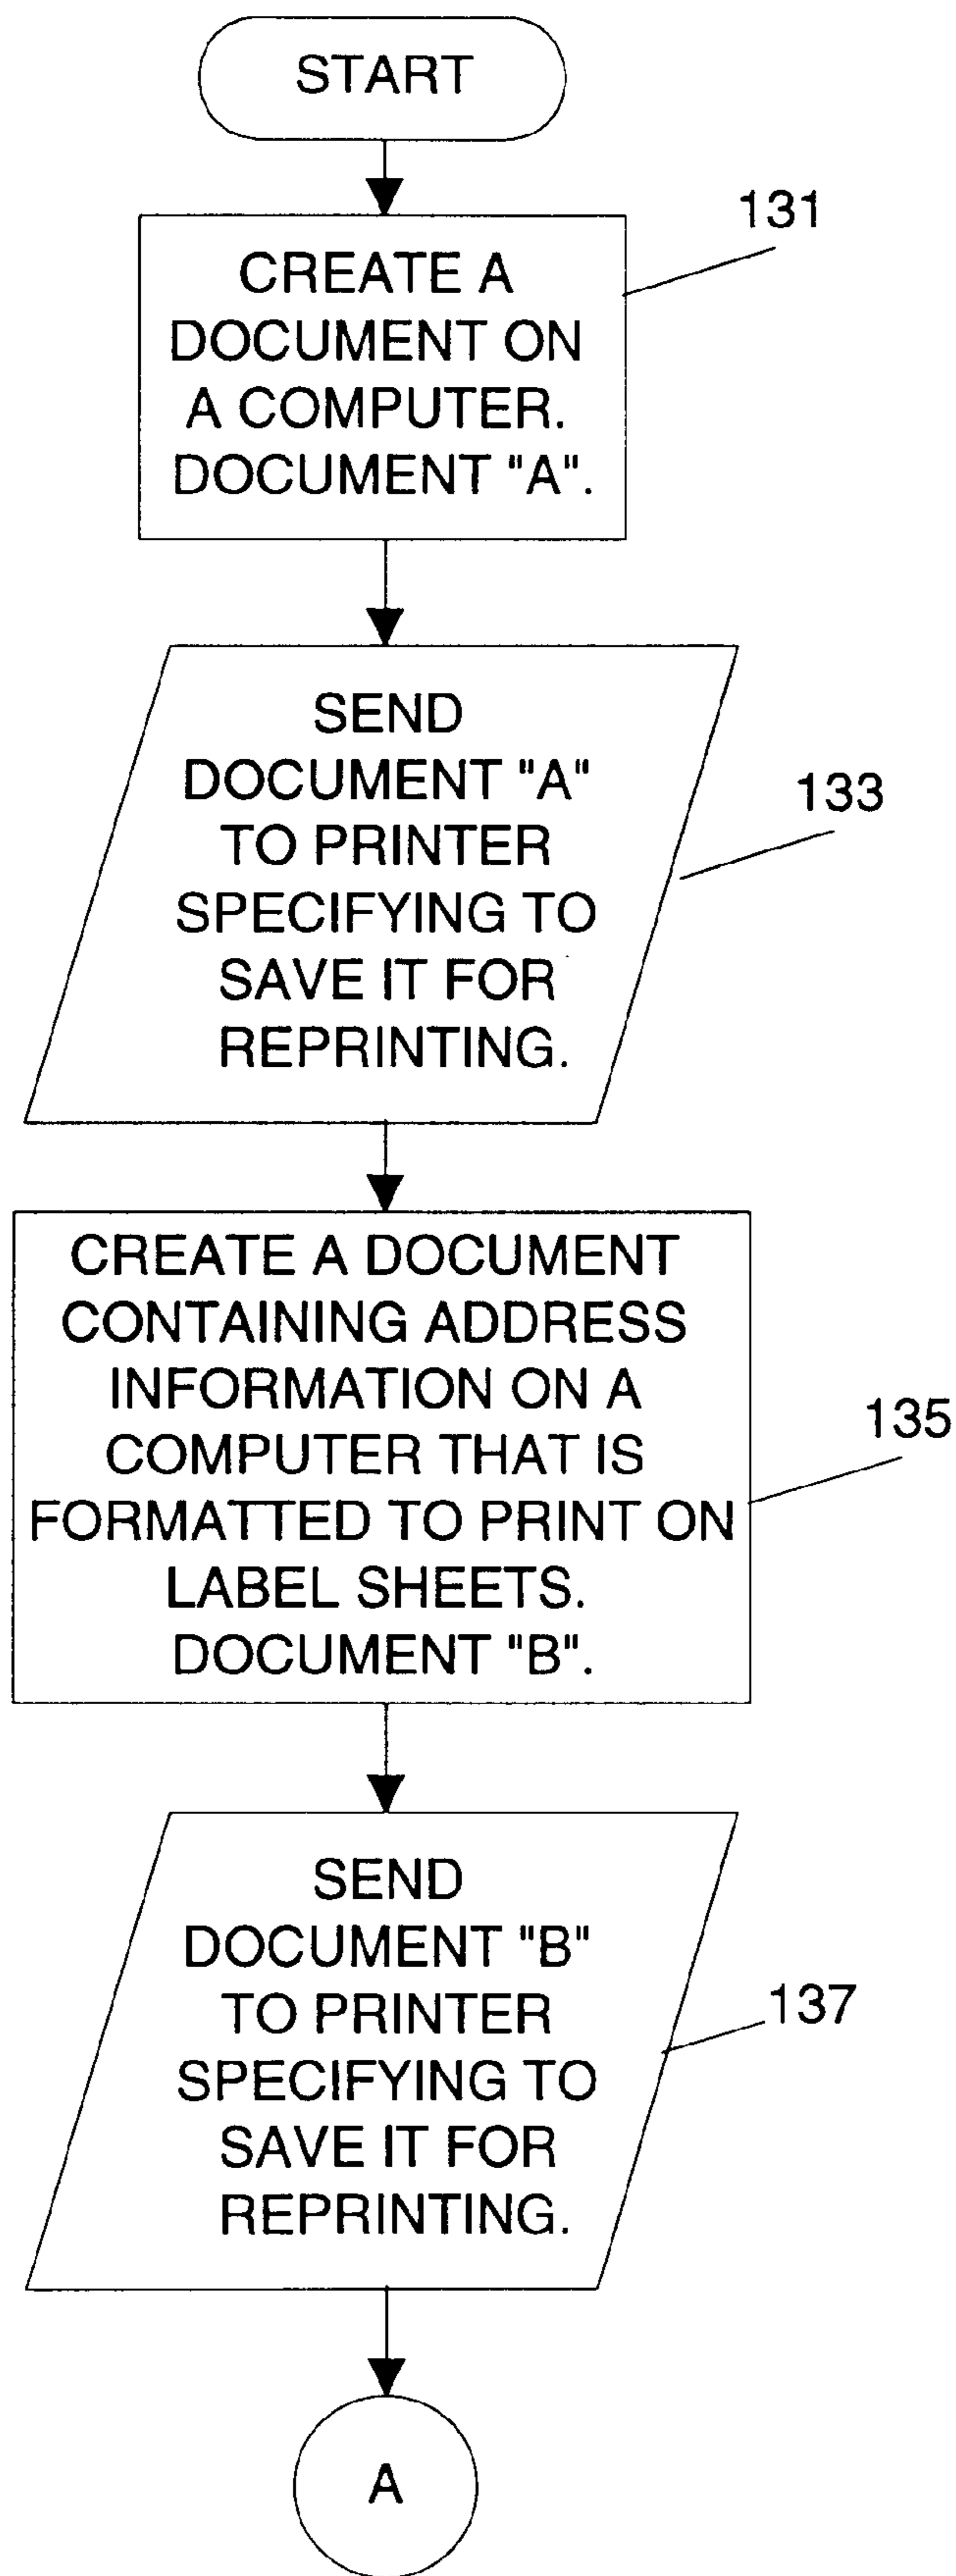 START
131
CREATE A
DOCUMENT ON
A COMPUTER.
DOCUMENT "A".
SEND
DOCUMENT "A"
133
TO PRINTER
SPECIFYING TO
SAVE IT FOR
REPRINTING.
CREATE A DOCUMENT
CONTAINING ADDRESS
INFORMATION ON A
135
COMPUTER THAT IS
FORMATTED TO PRINT ON
LABEL SHEETS.
DOCUMENT "B".
SEND
DOCUMENT "B"
137
TO PRINTER
SPECIFYING TO
SAVE IT FOR
REPRINTING.
A